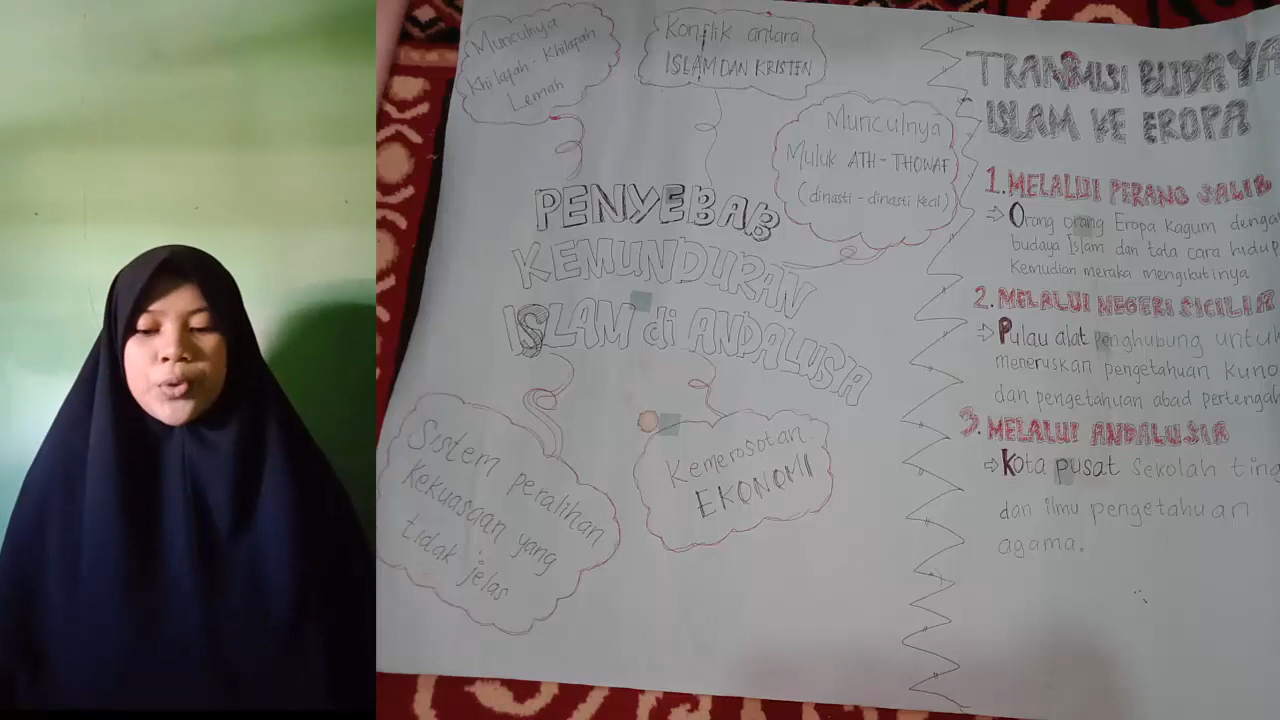 Munculnya
Khilafah - Khilapah
Lemah
Konflik antara
ISLAM DAN KRISTEN
Munculnya
Muluk ATH - THOWAF
(dinasti - dinasti kecil)
PENYEBAB
KEMUNDURAN
ISLAM di ANDALUSIA
Sistem peralihan
Kekuasaan yang
tidak jelas
Kemerosotan
EKONOMI
TRANMISI BUDAYA
ISLAM KE EROPA
1. MELALUI PERANG SALIB
⇒ Orang orang Eropa Kagum dengan
budaya Islam dan tata cara hidup
Kemudian meraka mengikutinya
2. MELALUI NEGERI SICILIA
⇒ Pulau alat penghubung untuk
meneruskan pengetahuan Kuno
dan pengetahuan abad pertengah
3. MELALUI ANDALUSIA
⇒ Kota pusat sekolah ting
dan ilmu pengetahuan
agama.